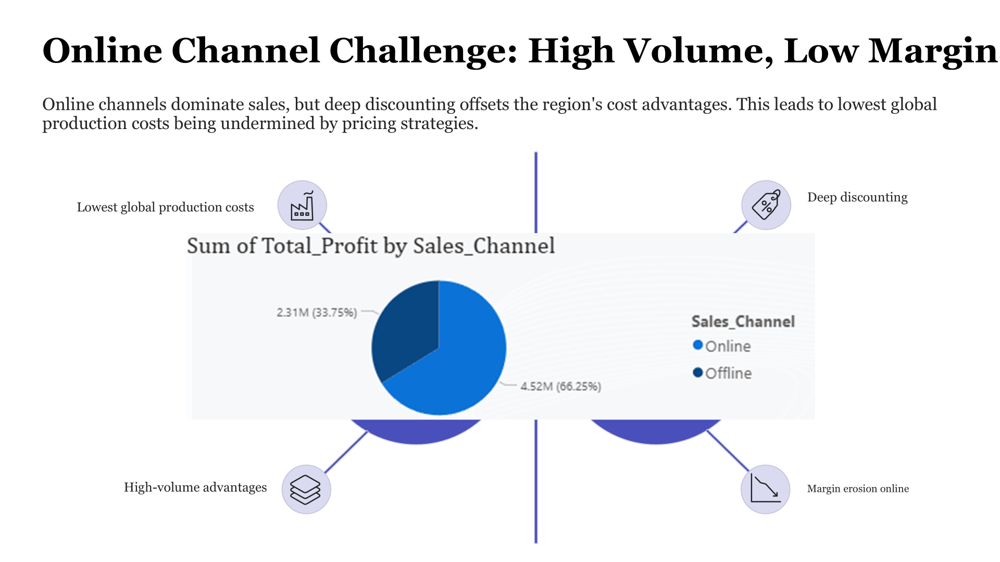 Online Channel Challenge: High Volume, Low Margin
Online channels dominate sales, but deep discounting offsets the region's cost advantages. This leads to lowest global
production costs being undermined by pricing strategies.
Lowest global production costs
Deep discounting
Sum of Total_Profit by Sales_Channel
2.31M (33.75%)
4.52M (66.25%)
Sales_Channel
Online
Offline
High-volume advantages
Margin erosion online